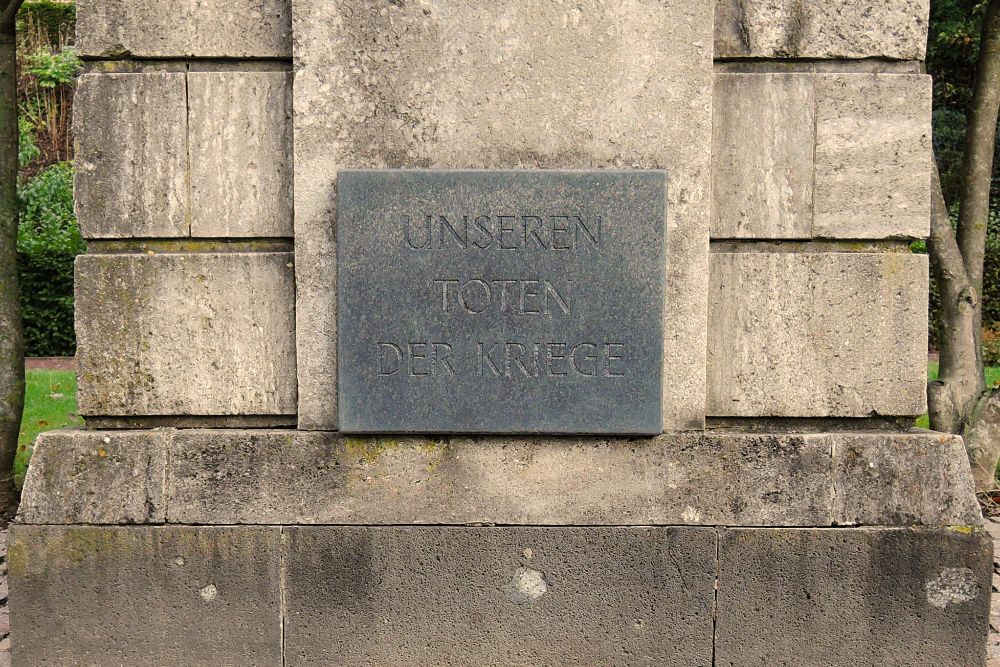 UNSEREN
TOTEN
DER KRIEGE